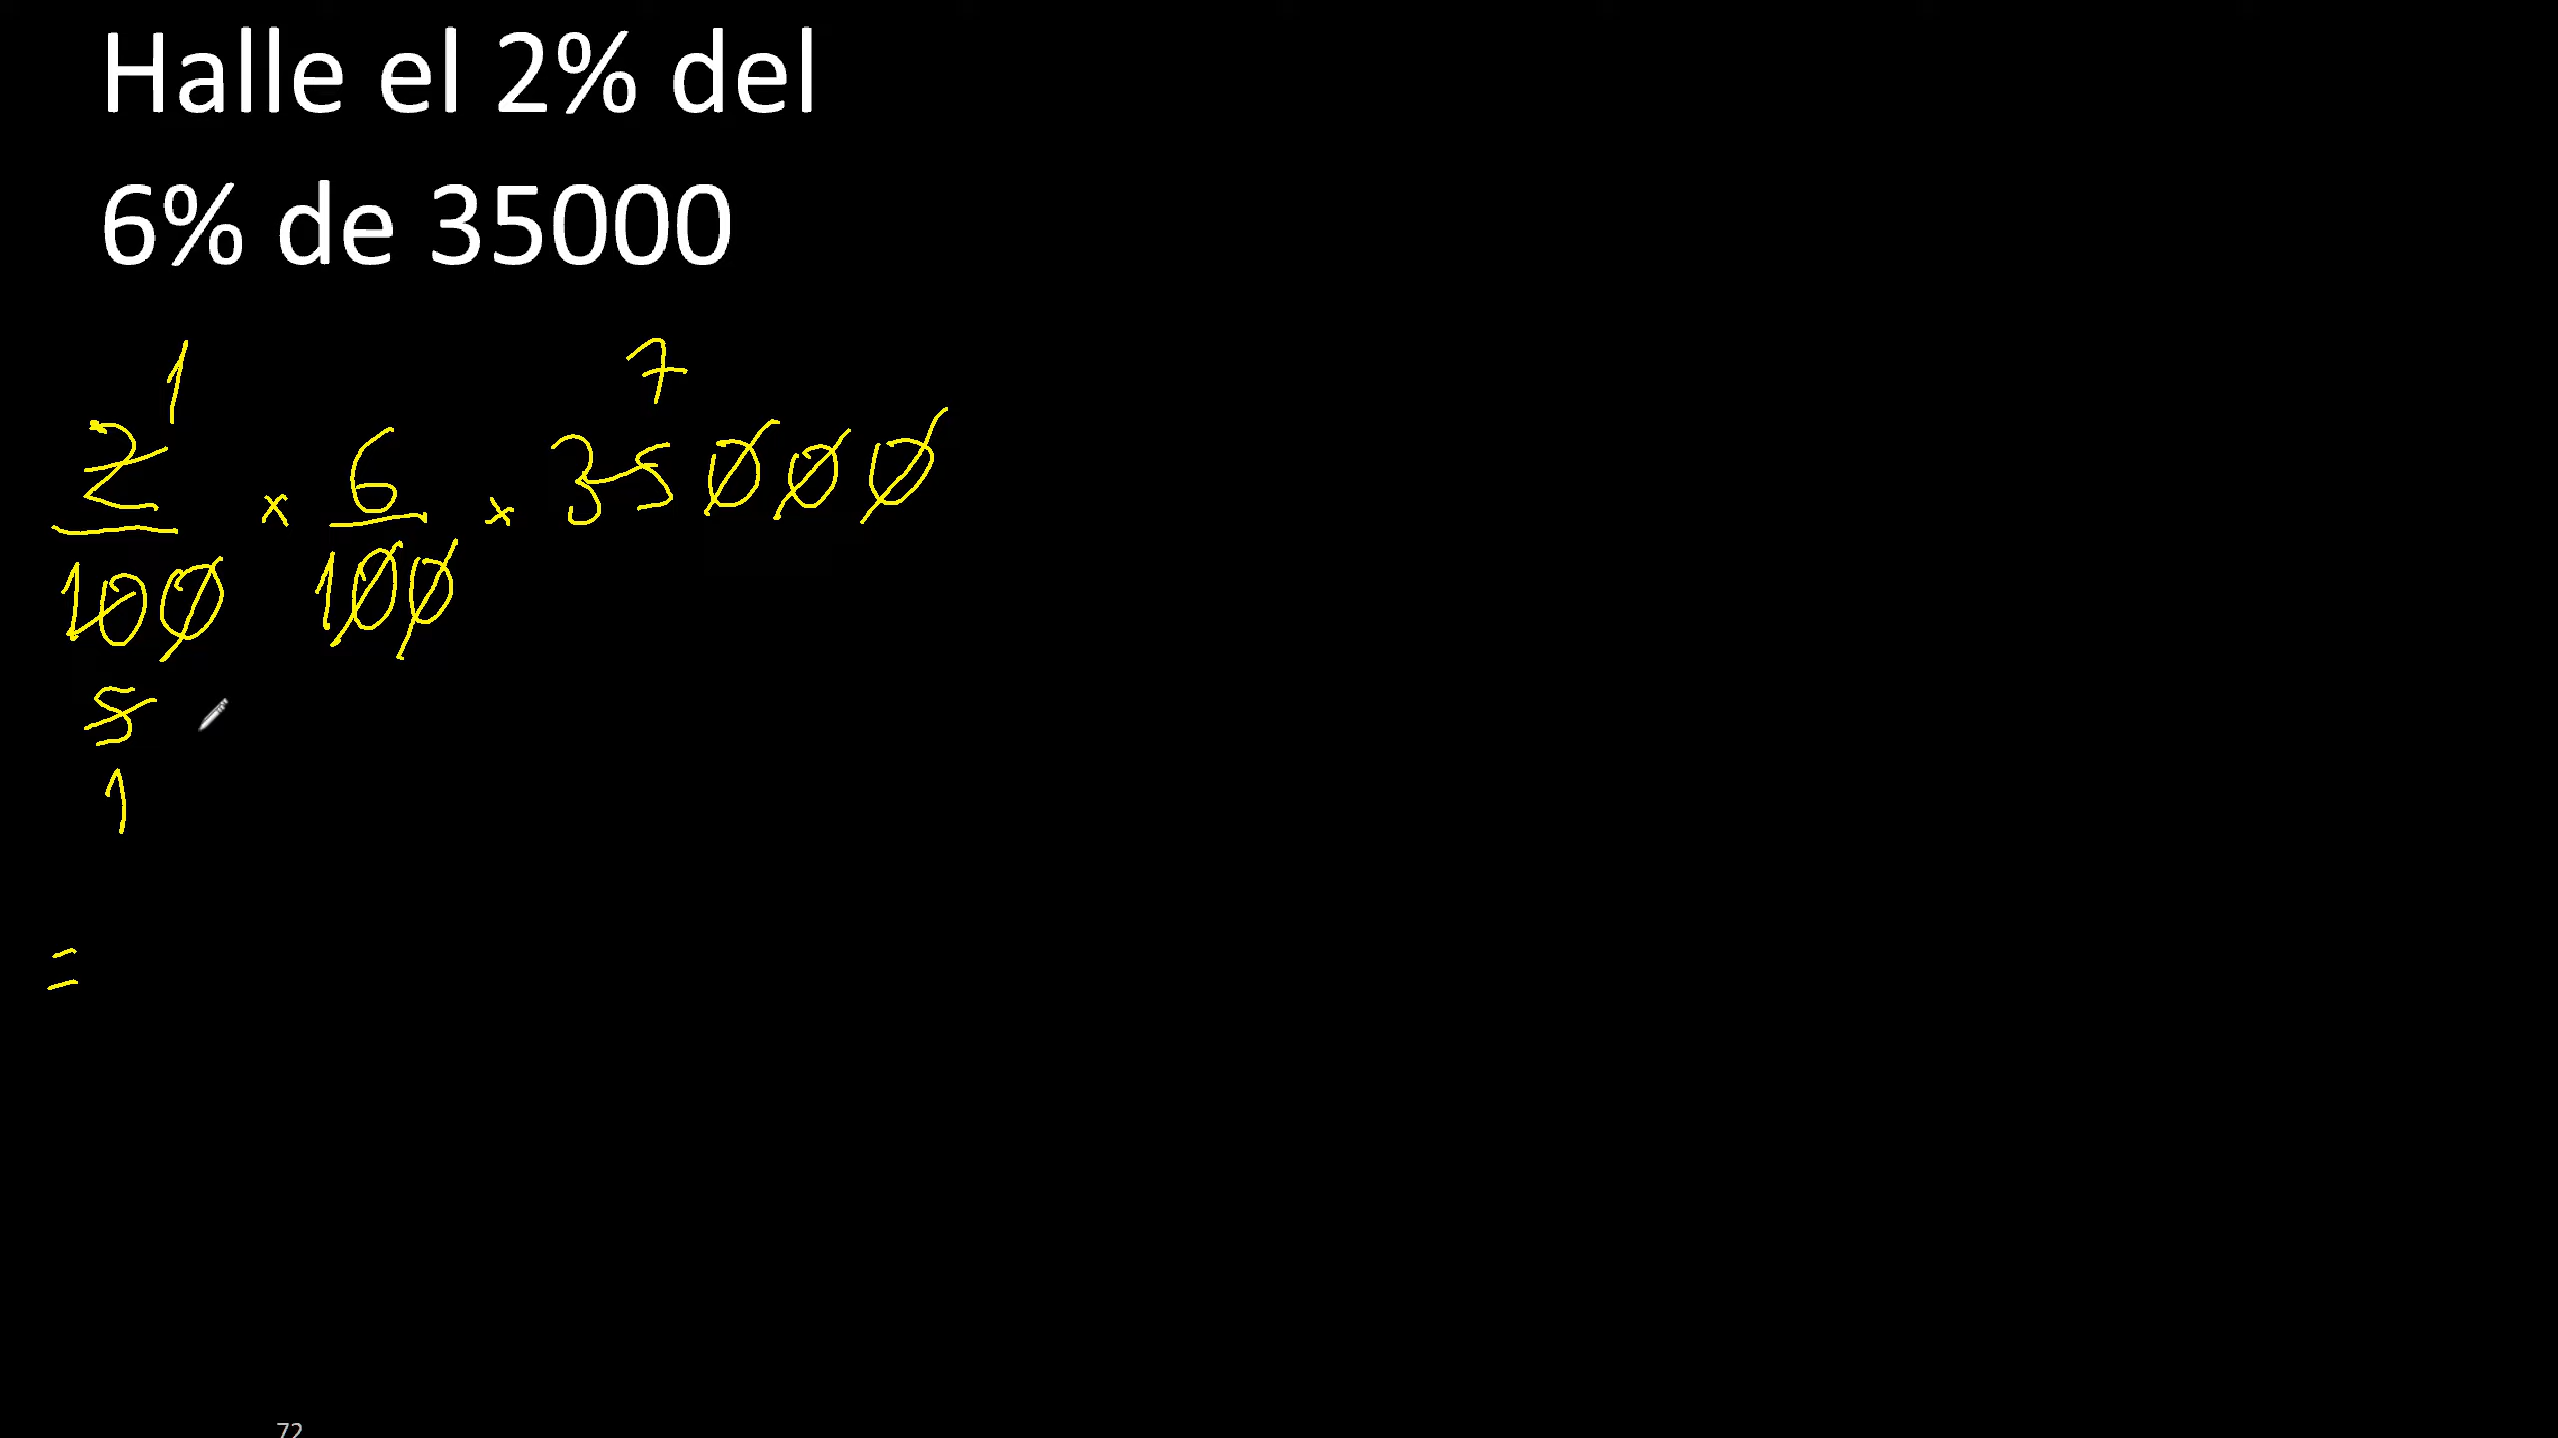 Halle el 2% del
6% de 35000
1 7
2/100 × 6/100 × 35000
5
1
=
72